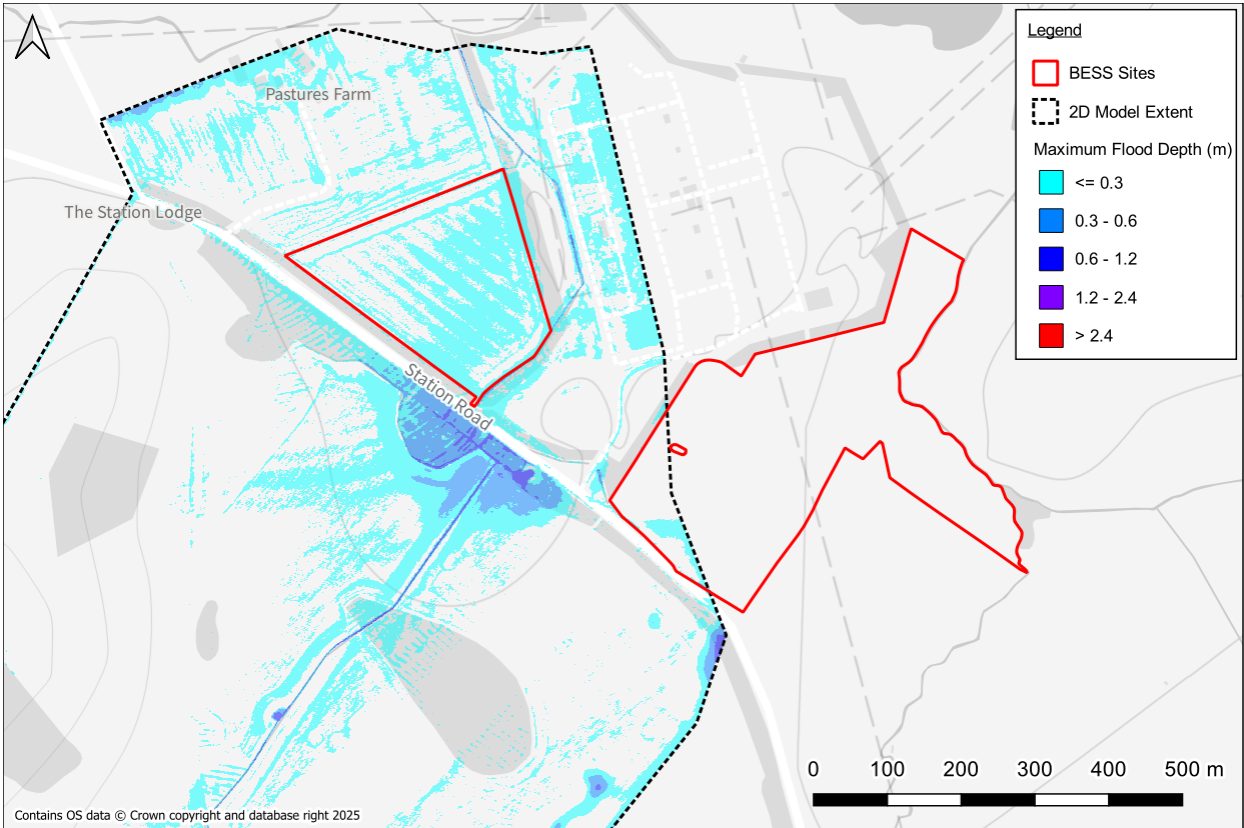 Legend
BESS Sites
2D Model Extent
Maximum Flood Depth (m)
<= 0.3
0.3 - 0.6
0.6 - 1.2
1.2 - 2.4
> 2.4
Pastures Farm
The Station Lodge
Station Road
0 100 200 300 400 500 m
Contains OS data © Crown copyright and database right 2025